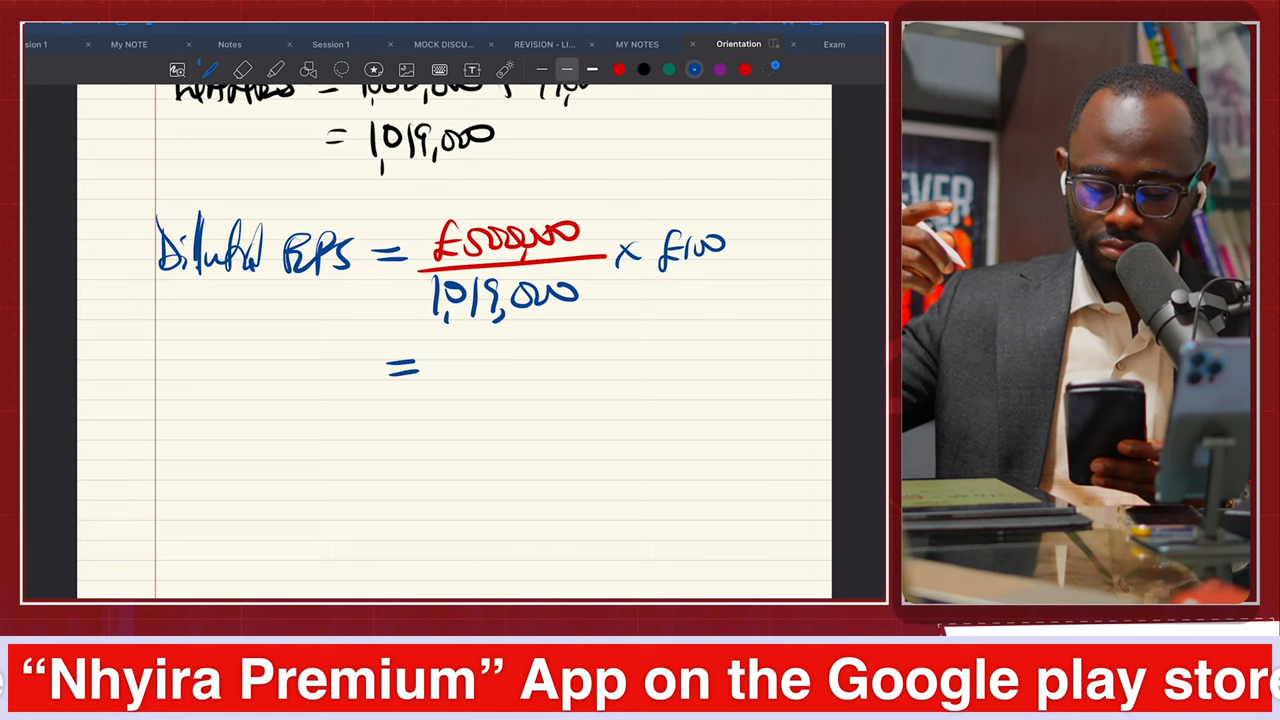 sion 1 My NOTE Notes Session 1 MOCK DISCU... REVISION - LI... MY NOTES Orientation Exam
= 1,019,000
Diluted EPS = £500,000 × £100
1,019,000
=
“Nhyira Premium” App on the Google play store